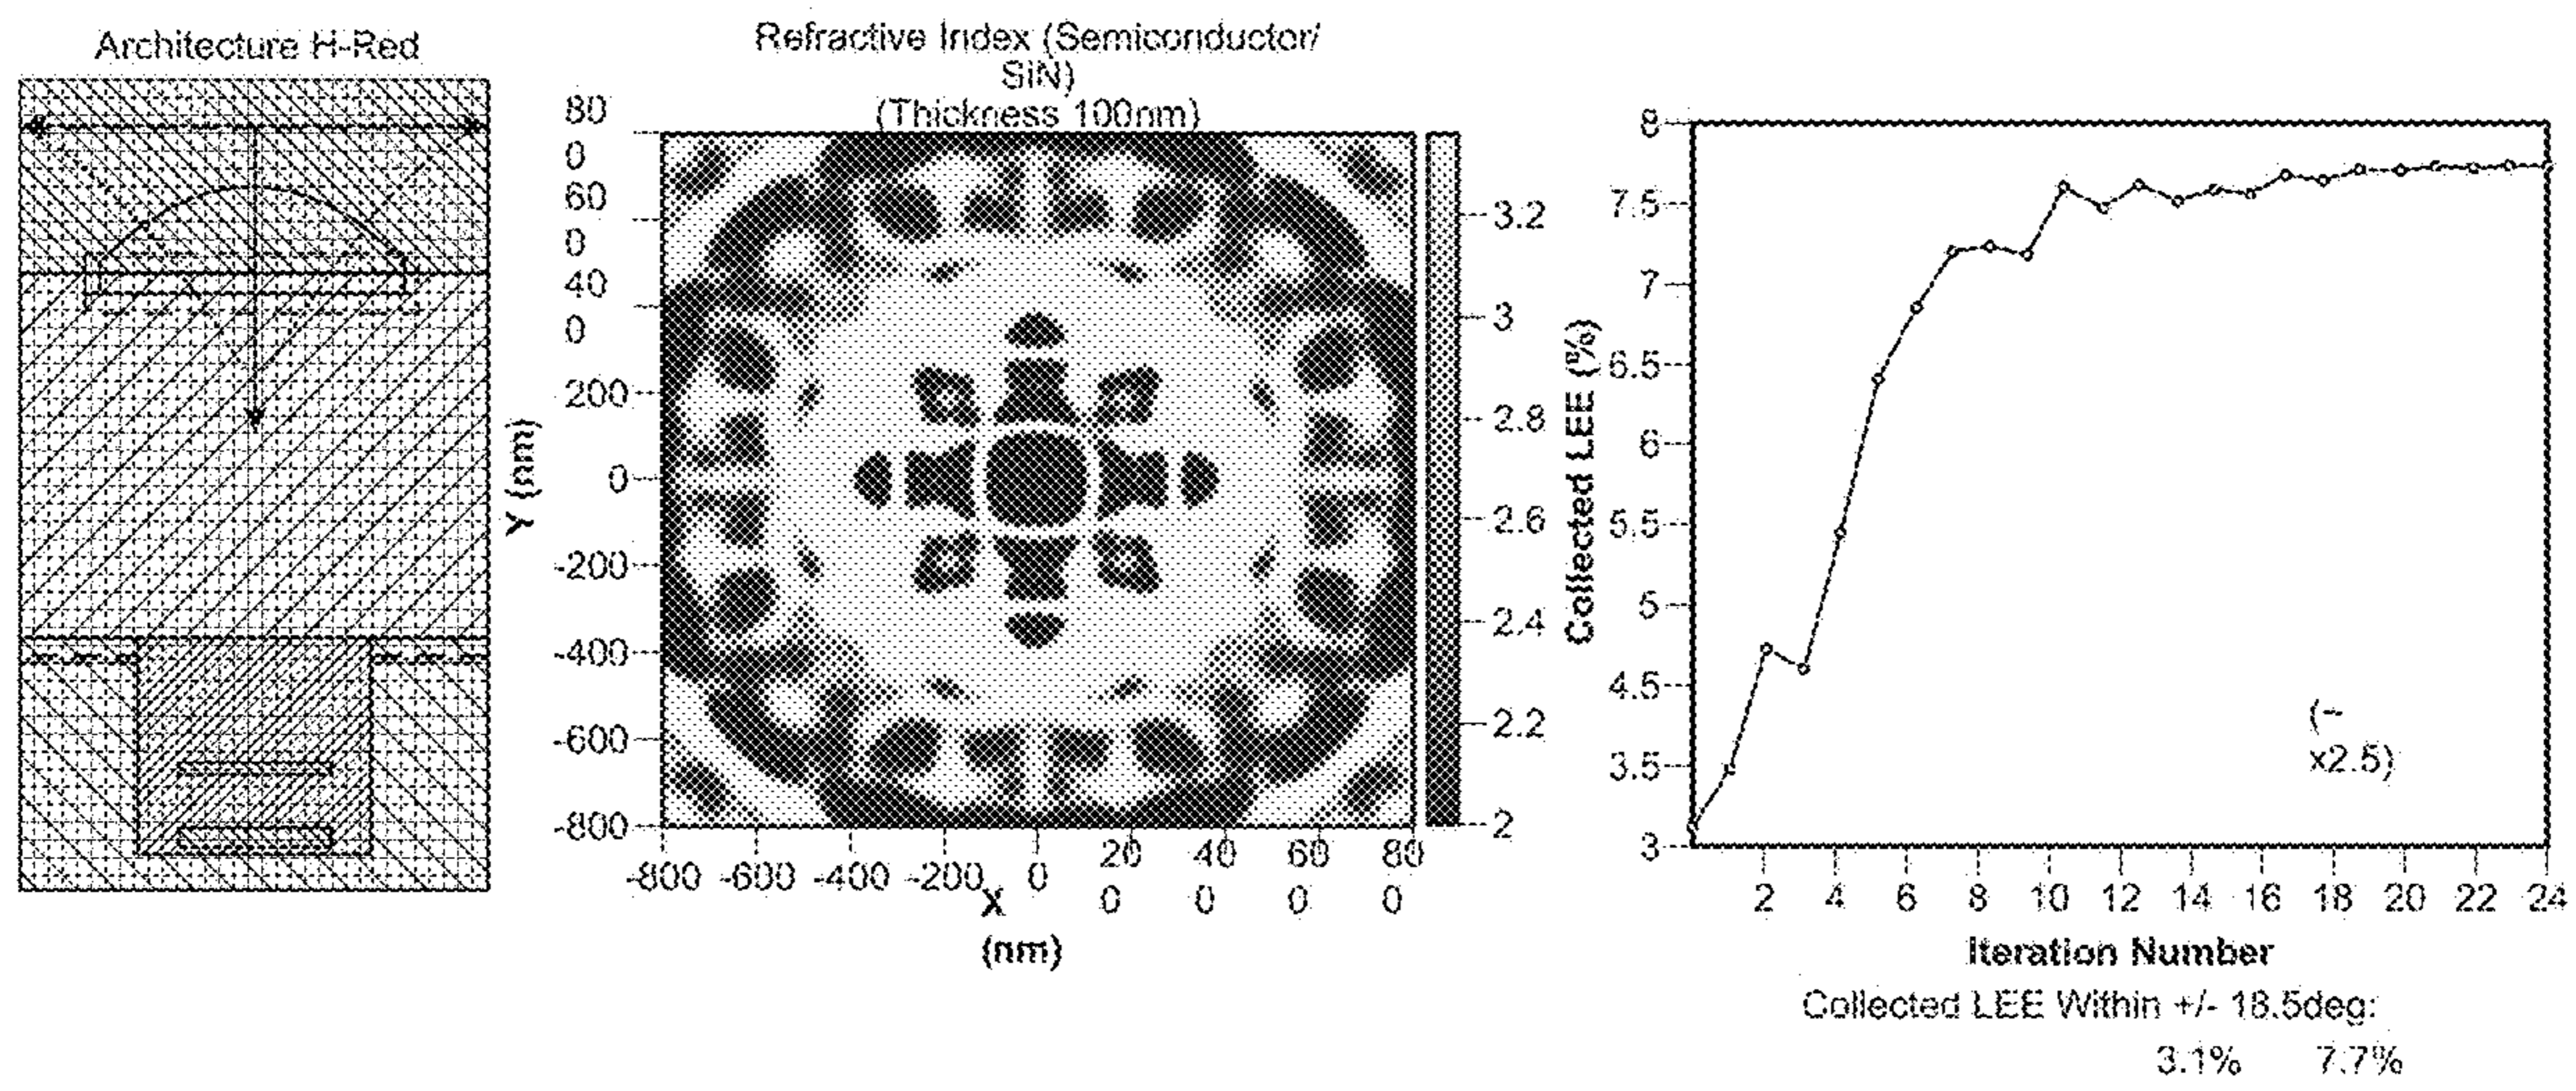 Architecture H-Red
Refractive Index (Semiconductor/
SiN)
(Thickness 100nm)
80
0
60
0
40
0
200
0
-200
-400
-600
-800
Y (nm)
-800 -600 -400 -200 0 20 40 60 80
0 0 0 0
X
(nm)
3.2
3
2.8
2.6
2.4
2.2
2
Collected LEE (%)
8
7.5
7
6.5
6
5.5
5
4.5
3.5
3
(~
x2.5)
2 4 6 8 10 12 14 16 18 20 22 24
Iteration Number
Collected LEE Within +/- 18.5deg:
3.1% 7.7%